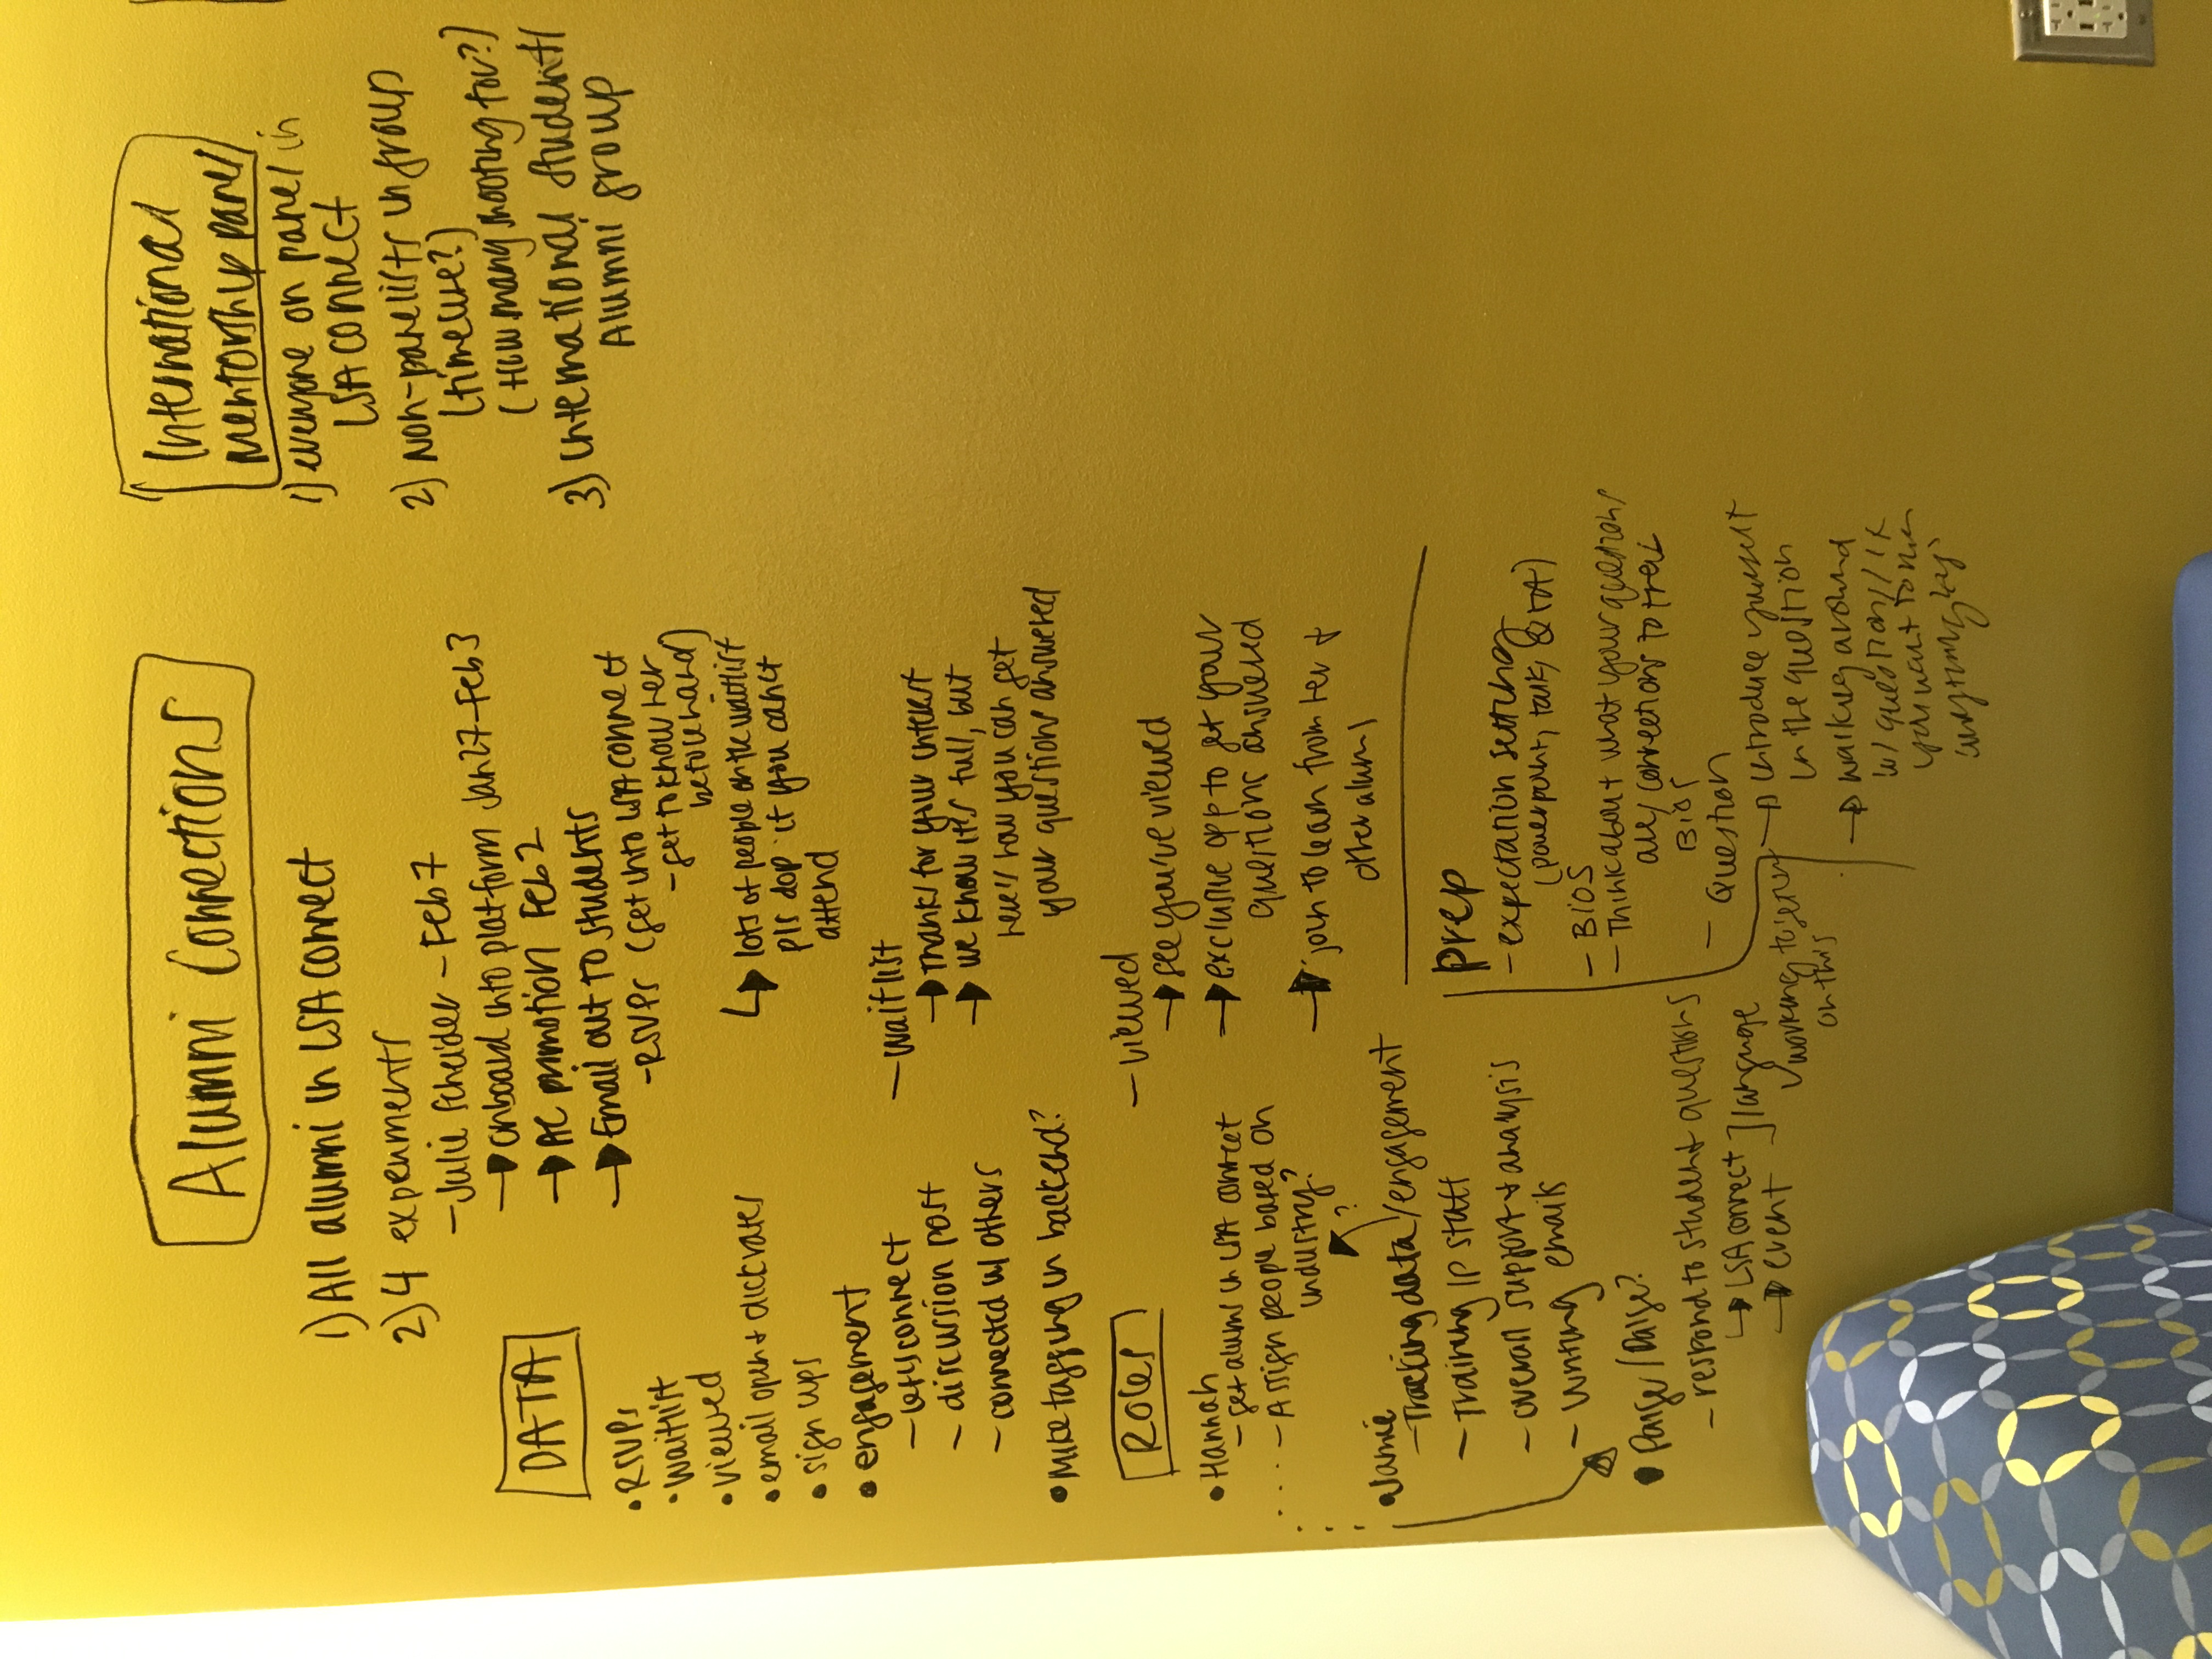 Alumni Connections
1) All alumni in LSA Connect
2) 4 experiments
- Julie Scheider - Feb 7
→ Onboard into platform Jan 27 - Feb 3
→ AC promotion Feb 2
→ Email out to students
- RSVPs (get into LSA Connect
- get to know her
beforehand)
↳ lots of people on the waitlist
pls drop if you can't
attend
- Waitlist
→ Thanks for your interest
→ we know it's full, but
here's how you can get
your questions answered
- Viewed
→ see you've viewed
→ exclusive opp to get your
questions answered
→ join to learn from her +
other alums
Prep
- expectation setting
(powerpoint, talk, Q+A)
- BIOS
- Think about what your questions
are/connections to their
BIOS
- Question
→ introduce yourself
in the question
→ walking around
w/ question//if
you want to
DATA
• RSVPs
• Waitlist
• Viewed
• email open + click rates
• sign ups
• engagement
- let's connect
- discussion post
- connected w/ others
• Mike tagging in backend?
ROLES
• Hannah
- get alums in LSA Connect
- Assign people based on
industry?
?
• Jamie
- Tracking data/engagement
- Training IP staff
- overall support + analysis
- Writing emails
• Paige/Daise?
- respond to student questions
↳ LSA Connect ] language
→ event
working together
on this
International
Mentorship panel
1) everyone on panel in
LSA Connect
2) Non-panelists in group
(timeline?)
(How many shooting for?)
3) International students/
Alumni group